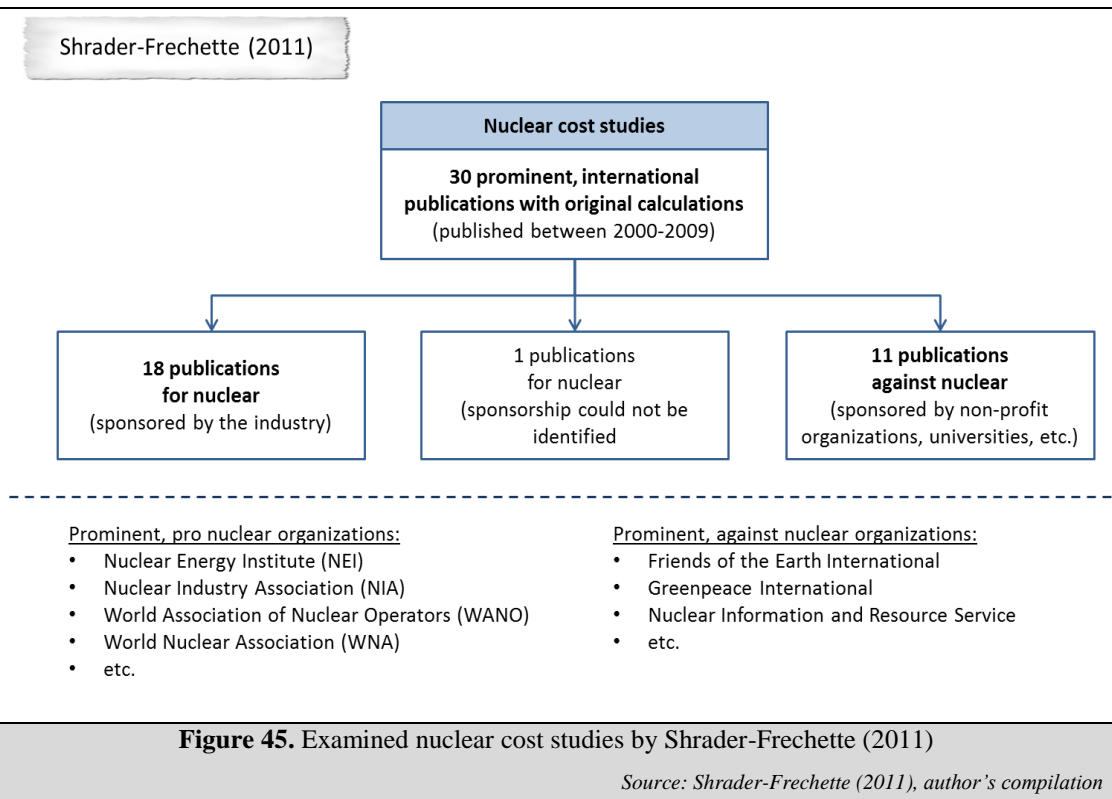 Shrader-Frechette (2011)
Nuclear cost studies
30 prominent, international
publications with original calculations
(published between 2000-2009)
18 publications
for nuclear
(sponsored by the industry)
1 publications
for nuclear
(sponsorship could not be
identified
11 publications
against nuclear
(sponsored by non-profit
organizations, universities, etc.)
Prominent, pro nuclear organizations:
• Nuclear Energy Institute (NEI)
• Nuclear Industry Association (NIA)
• World Association of Nuclear Operators (WANO)
• World Nuclear Association (WNA)
• etc.
Prominent, against nuclear organizations:
• Friends of the Earth International
• Greenpeace International
• Nuclear Information and Resource Service
• etc.
Figure 45. Examined nuclear cost studies by Shrader-Frechette (2011)
Source: Shrader-Frechette (2011), author's compilation